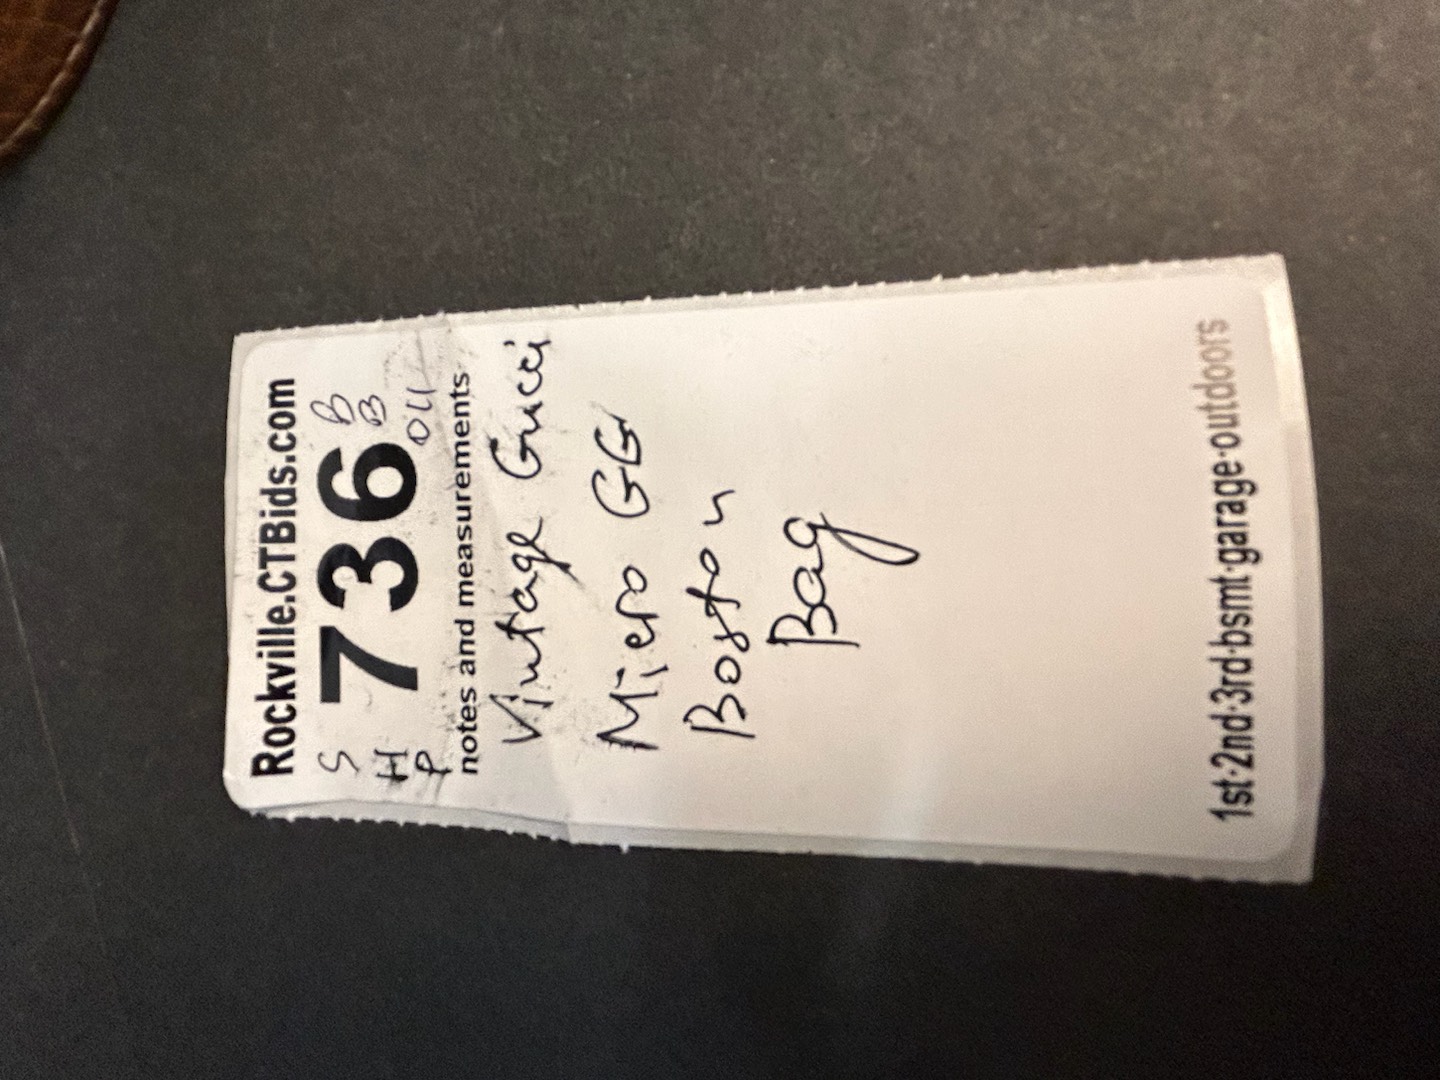 Rockville.CTBids.com
S 736 B
H B
P 04
notes and measurements
Vintage Gucci
Micro GG
Boston
Bag
1st·2nd·3rd·bsmt·garage·outdoors